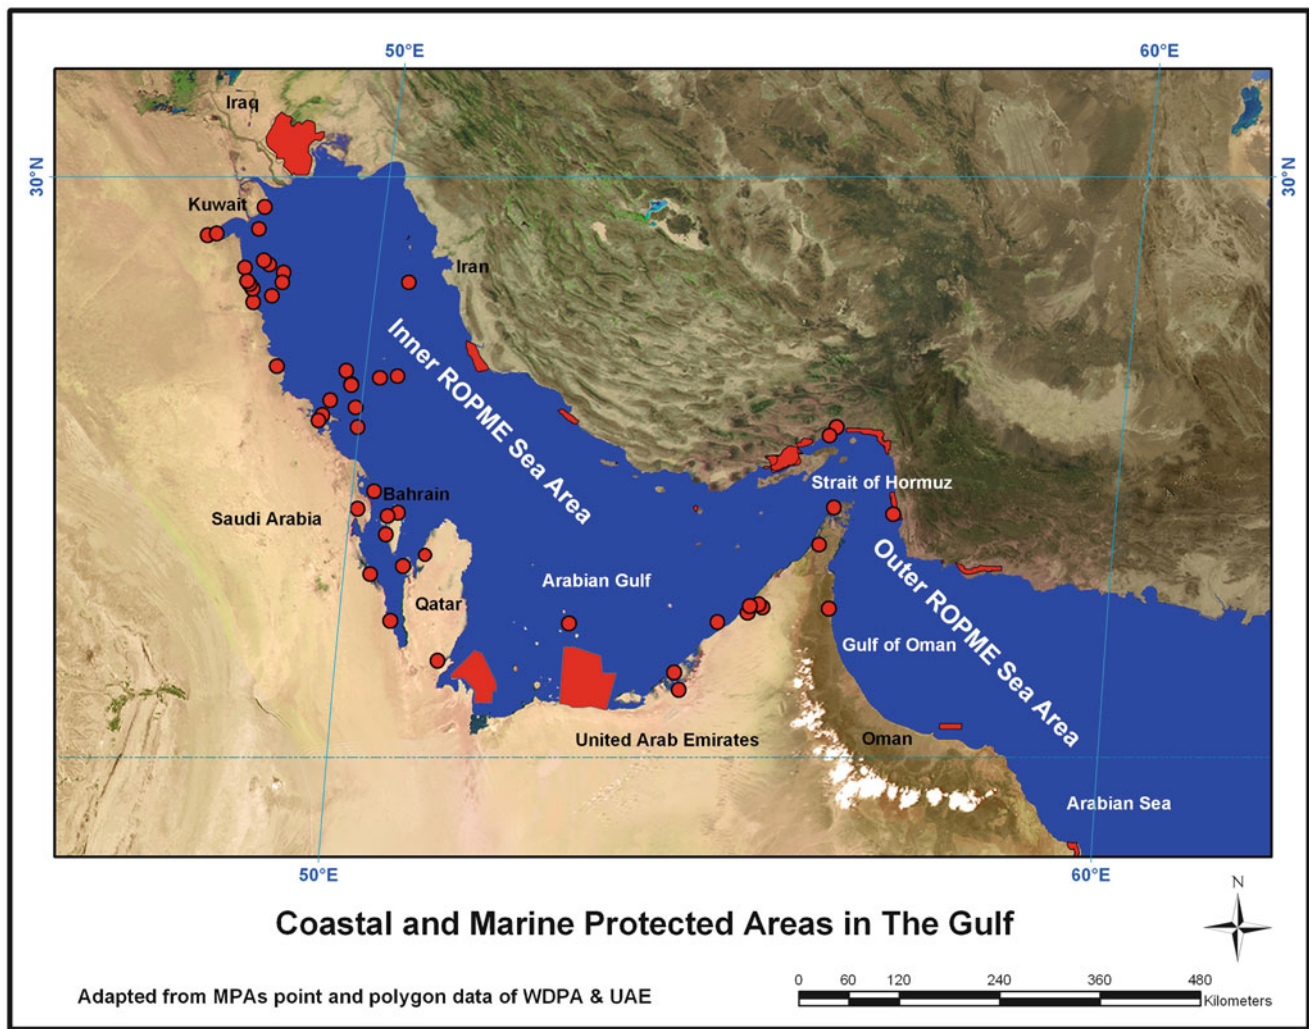 50°E
60°E
Iraq
30°N
30°N
Kuwait
Iran
Inner ROPME Sea Area
Strait of Hormuz
Bahrain
Saudi Arabia
Outer ROPME Sea Area
Arabian Gulf
Qatar
Gulf of Oman
United Arab Emirates
Oman
Arabian Sea
50°E
60°E
N
Coastal and Marine Protected Areas in The Gulf
0 60 120 240 360 480
Kilometers
Adapted from MPAs point and polygon data of WDPA & UAE